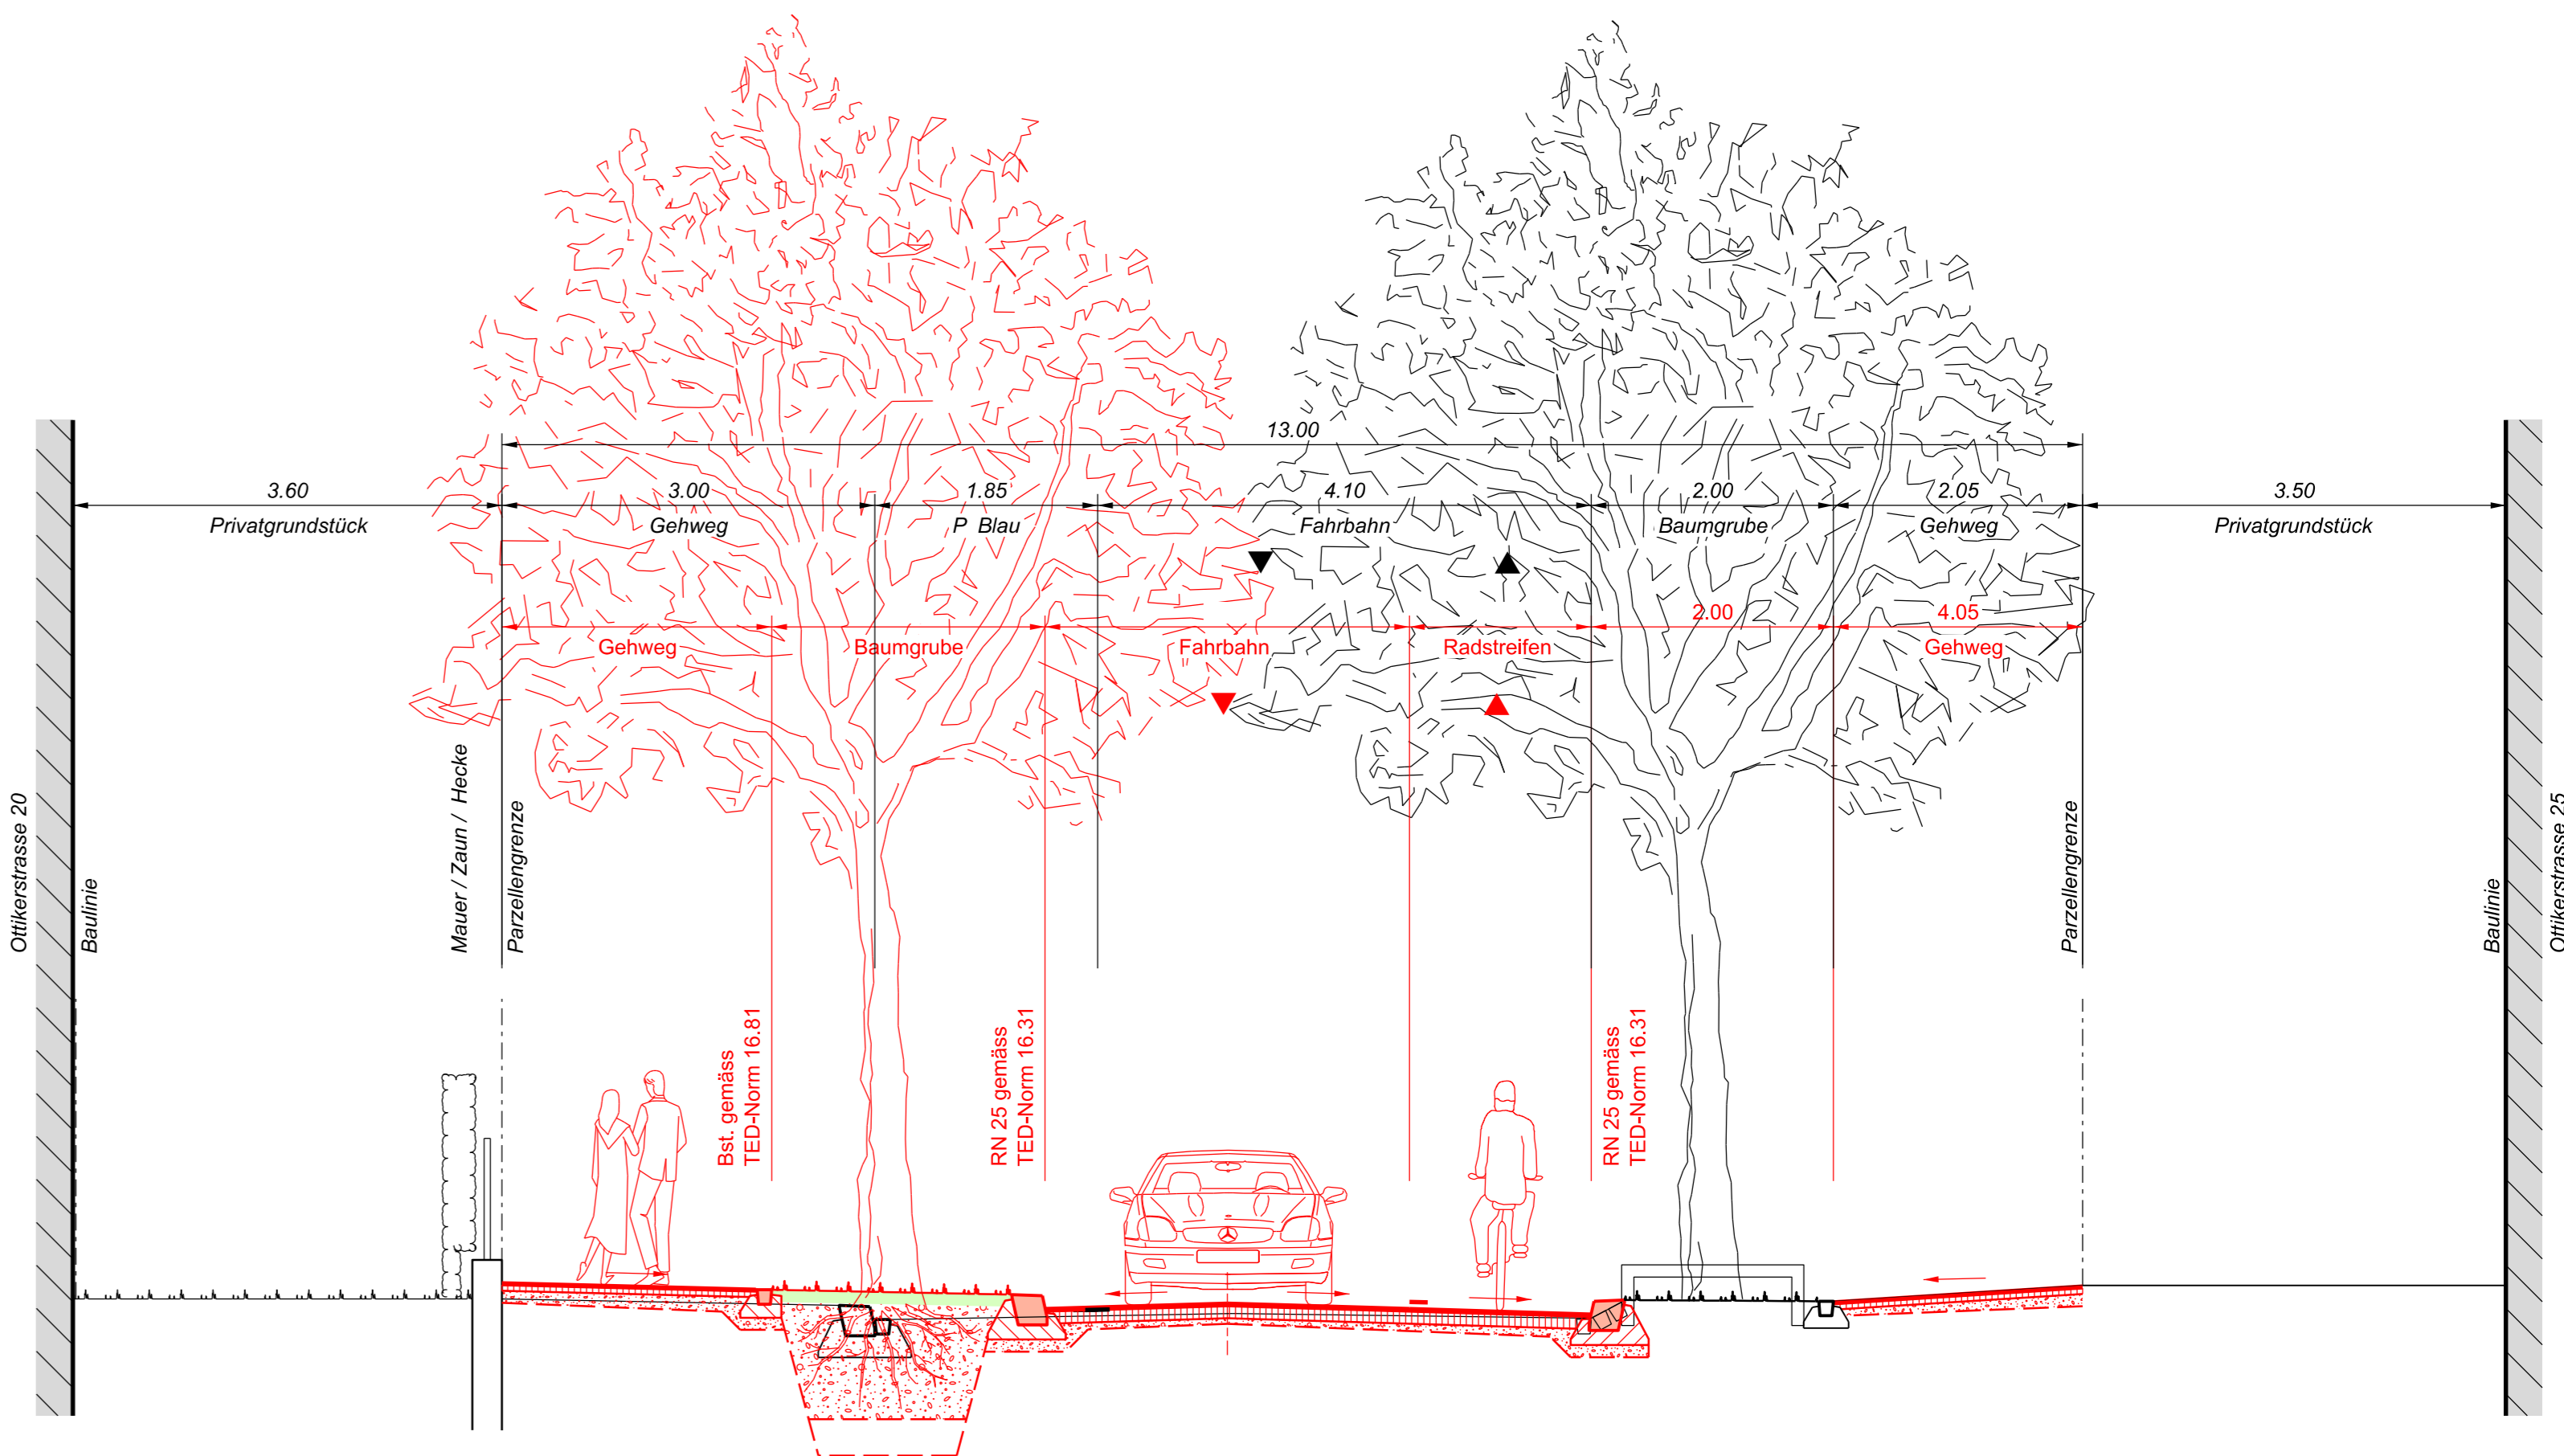 13.00
3.60
3.00
1.85
4.10
2.00
2.05
3.50
Privatgrundstück
Gehweg
P Blau
Fahrbahn
Baumgrube
Gehweg
Privatgrundstück
2.00
4.05
Gehweg
Baumgrube
Fahrbahn
Radstreifen
Gehweg
Ottikerstrasse 20
Baulinie
Mauer / Zaun / Hecke
Parzellengrenze
Parzellengrenze
Baulinie
Ottikerstrasse 25
Bst. gemäss
TED-Norm 16.81
RN 25 gemäss
TED-Norm 16.31
RN 25 gemäss
TED-Norm 16.31